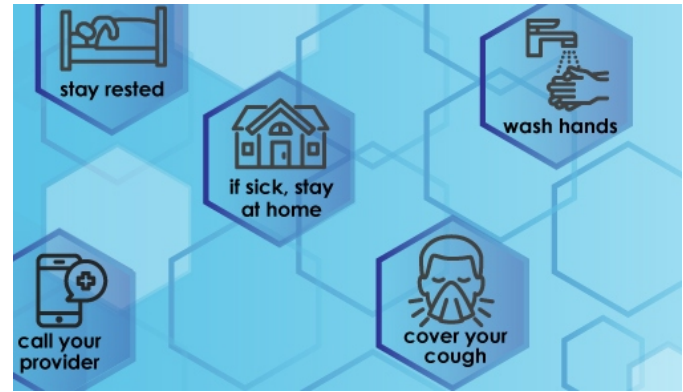 stay rested
wash hands
if sick, stay
at home
call your
provider
cover your
cough